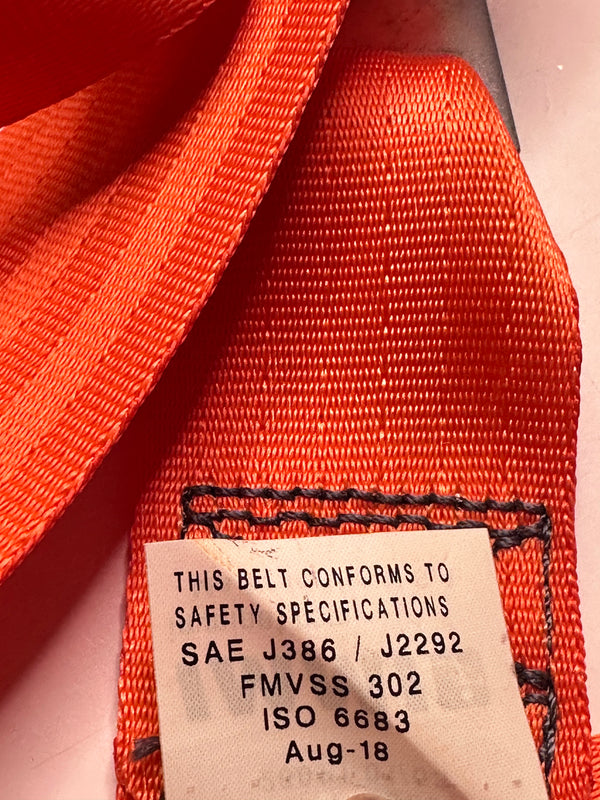 THIS BELT CONFORMS TO
SAFETY SPECIFICATIONS
SAE J386 / J2292
FMVSS 302
ISO 6683
Aug-18